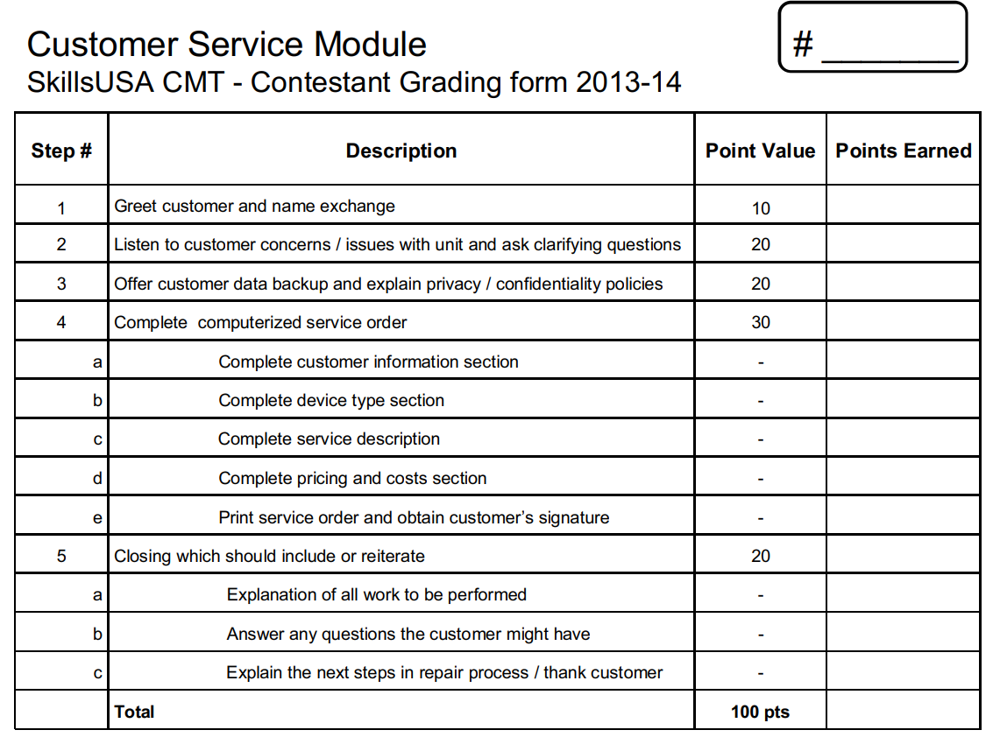 Customer Service Module
# ________
SkillsUSA CMT - Contestant Grading form 2013-14
Step # Description Point Value Points Earned
1 Greet customer and name exchange 10
2 Listen to customer concerns / issues with unit and ask clarifying questions 20
3 Offer customer data backup and explain privacy / confidentiality policies 20
4 Complete  computerized service order 30
a Complete customer information section -
b Complete device type section -
c Complete service description -
d Complete pricing and costs section -
e Print service order and obtain customer’s signature -
5 Closing which should include or reiterate 20
a Explanation of all work to be performed -
b Answer any questions the customer might have -
c Explain the next steps in repair process / thank customer -
Total 100 pts